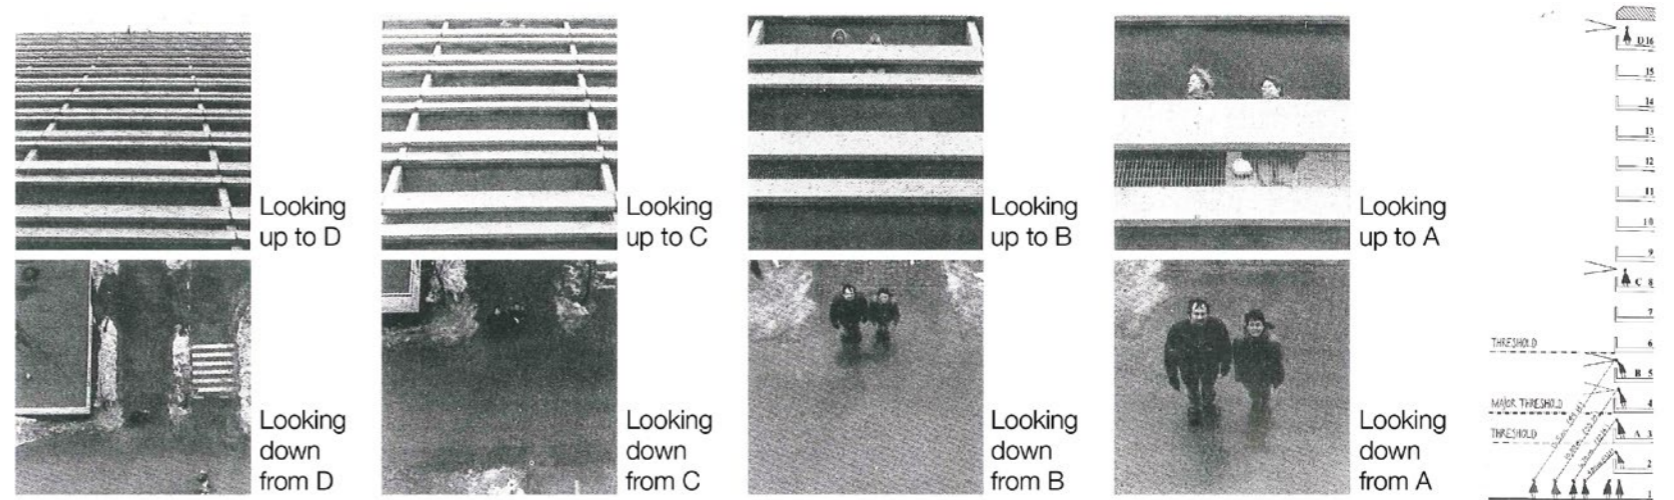 Looking
up to D
Looking
up to C
Looking
up to B
Looking
up to A
Looking
down
from D
Looking
down
from C
Looking
down
from B
Looking
down
from A
D 16
15
14
13
12
11
10
9
C 8
7
THRESHOLD 6
B 5
MAJOR THRESHOLD 4
THRESHOLD A 3
2
1